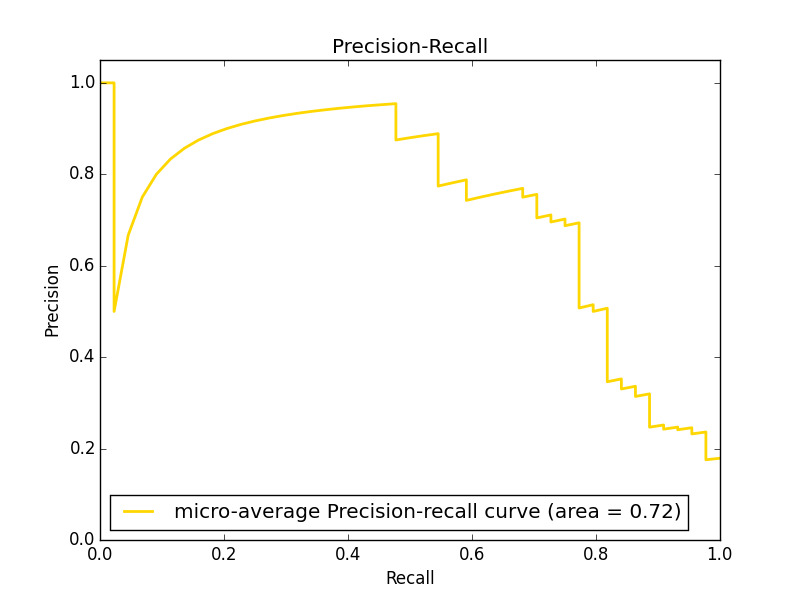 Precision-Recall
1.0
0.8
0.6
0.4
0.2
0.0
Precision
micro-average Precision-recall curve (area = 0.72)
0.0 0.2 0.4 0.6 0.8 1.0
Recall